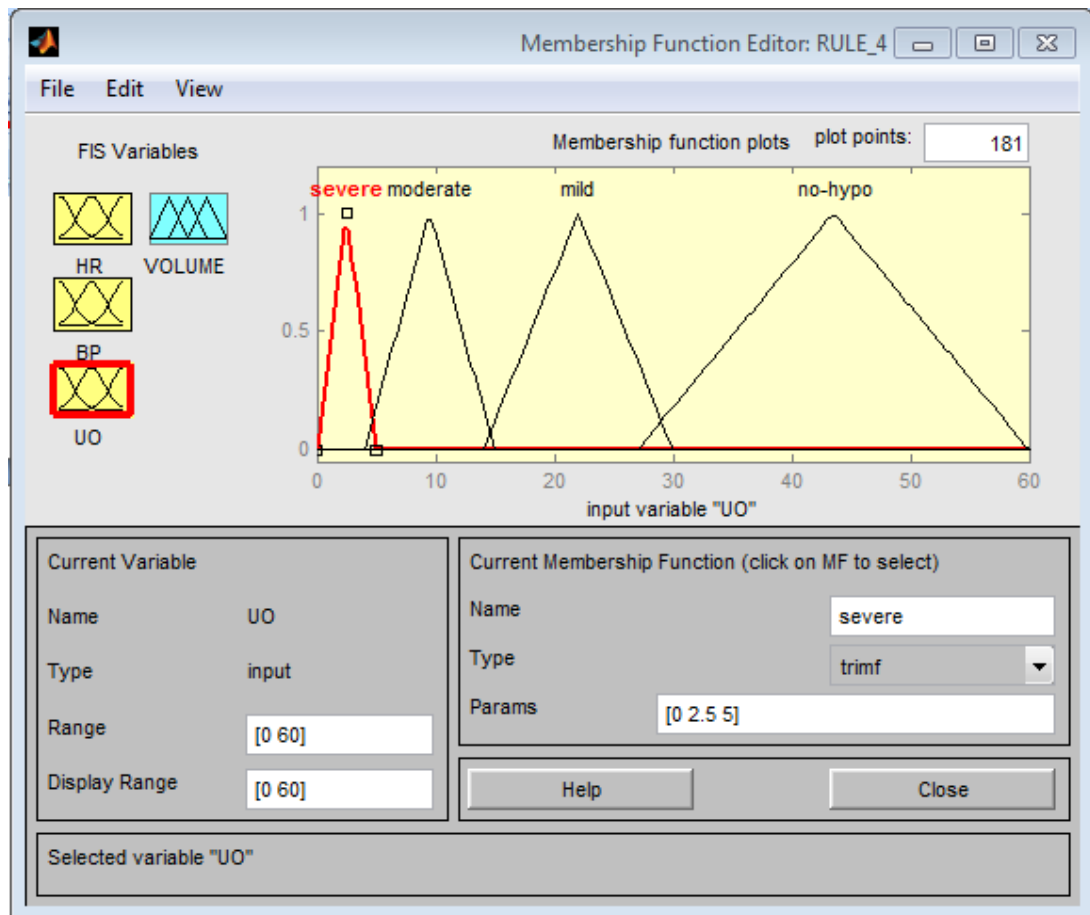 Membership Function Editor: RULE_4
File Edit View
FIS Variables
HR VOLUME
BP
UO
Membership function plots plot points: 181
severe moderate mild no-hypo
1
0.5
0
0 10 20 30 40 50 60
input variable "UO"
Current Variable
Name UO
Type input
Range [0 60]
Display Range [0 60]
Current Membership Function (click on MF to select)
Name severe
Type trimf
Params [0 2.5 5]
Help Close
Selected variable "UO"